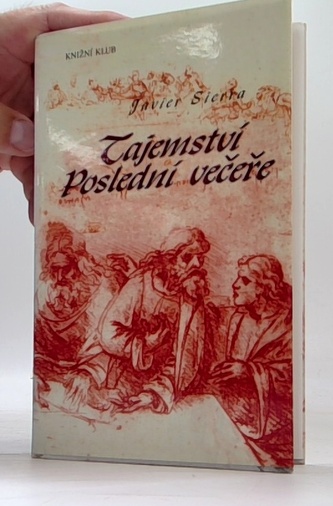 KNIŽNÍ KLUB
Javier Sierra
Tajemství
Poslední večeře